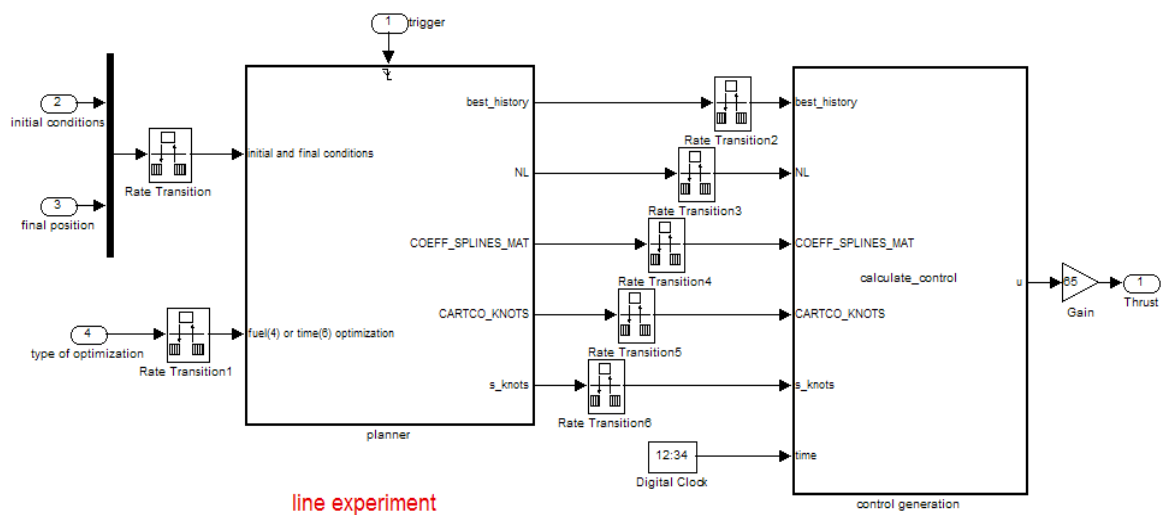 1
trigger
2
initial conditions
3
final position
Rate Transition
4
type of optimization
Rate Transition1
initial and final conditions
fuel(4) or time(6) optimization
best_history
NL
COEFF_SPLINES_MAT
CARTCO_KNOTS
s_knots
planner
Rate Transition2
Rate Transition3
Rate Transition4
Rate Transition5
Rate Transition6
12:34
Digital Clock
best_history
NL
COEFF_SPLINES_MAT
calculate_control
CARTCO_KNOTS
s_knots
time
u
control generation
65
Gain
1
Thrust
line experiment